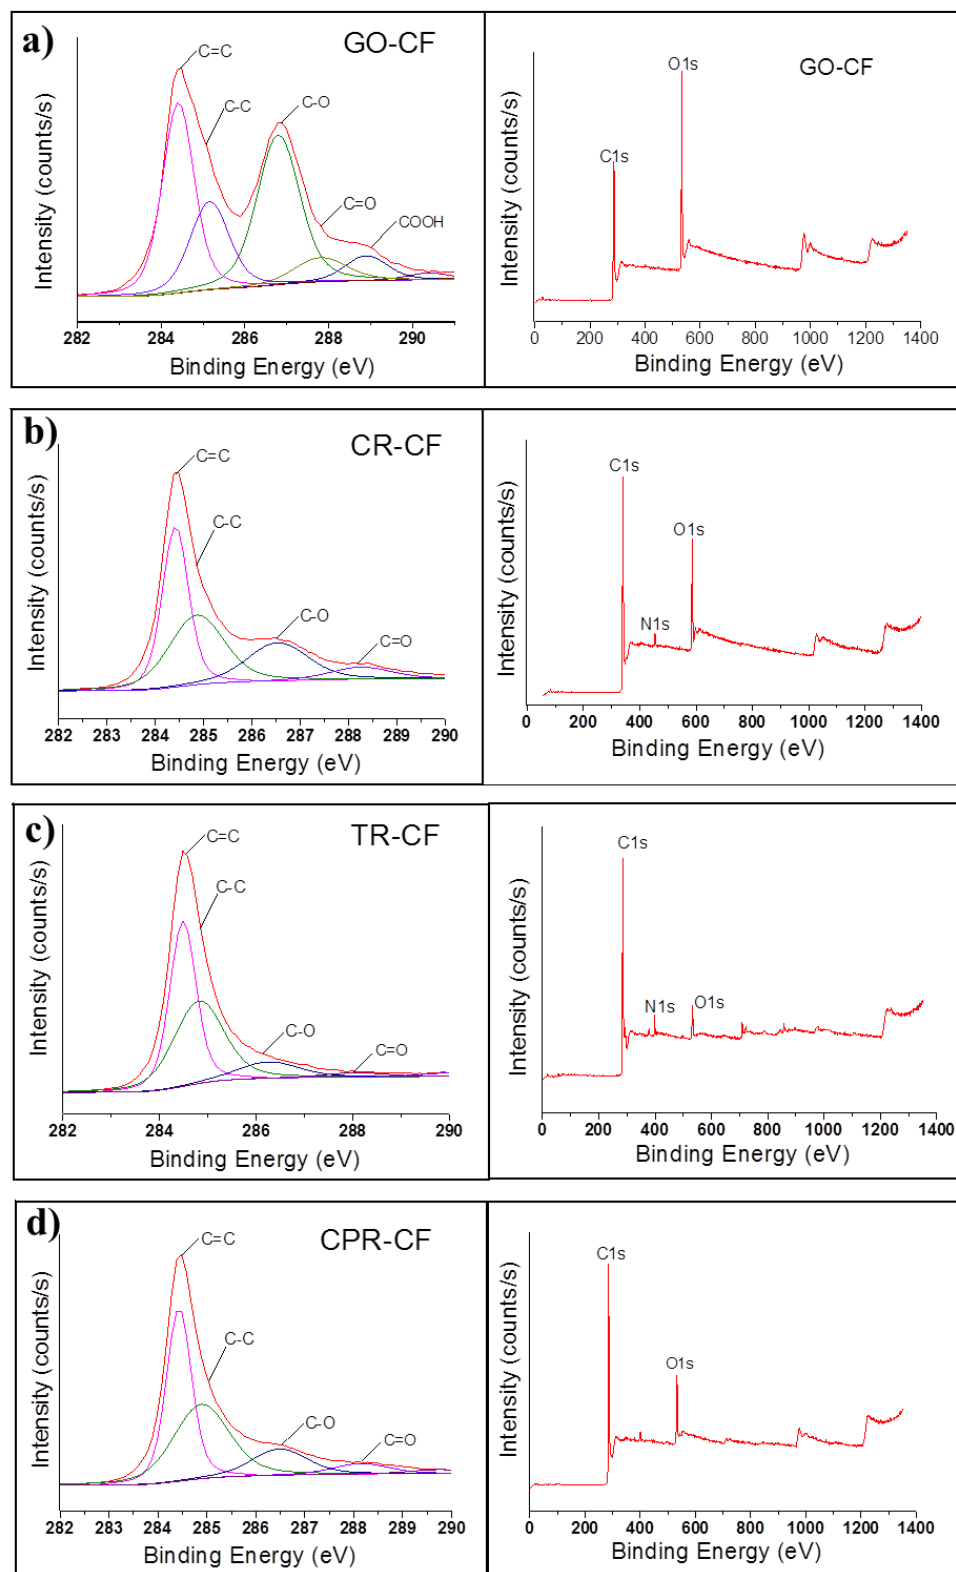 a)
GO-CF
C=C
C-C
C-O
C=O
COOH
Intensity (counts/s)
282 284 286 288 290
Binding Energy (eV)
GO-CF
O1s
C1s
Intensity (counts/s)
0 200 400 600 800 1000 1200 1400
Binding Energy (eV)
b)
CR-CF
C=C
C-C
C-O
C=O
Intensity (counts/s)
282 283 284 285 286 287 288 289 290
Binding Energy (eV)
C1s
O1s
N1s
Intensity (counts/s)
0 200 400 600 800 1000 1200 1400
Binding Energy (eV)
c)
TR-CF
C=C
C-C
C-O
C=O
Intensity (counts/s)
282 284 286 288 290
Binding Energy (eV)
C1s
N1s O1s
Intensity (counts/s)
0 200 400 600 800 1000 1200 1400
Binding Energy (eV)
d)
CPR-CF
C=C
C-C
C-O
C=O
Intensity (counts/s)
282 283 284 285 286 287 288 289 290
Binding Energy (eV)
C1s
O1s
Intensity (counts/s)
0 200 400 600 800 1000 1200 1400
Binding Energy (eV)